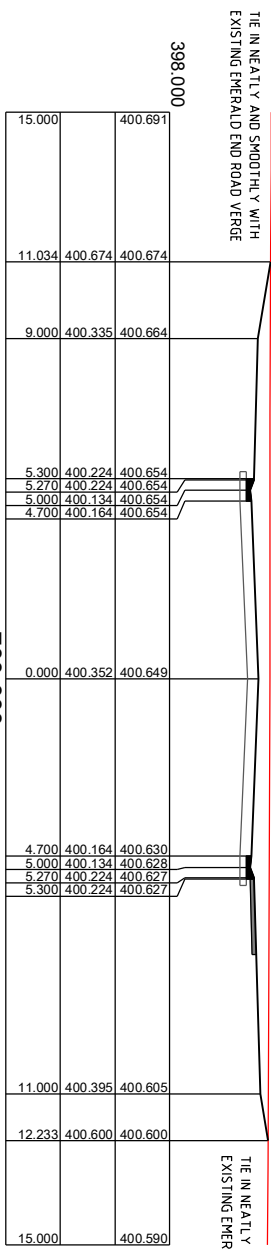 TIE IN NEATLY AND SMOOTHLY WITH
EXISTING EMERALD END ROAD VERGE
398.000
15.000 400.691
11.034 400.674 400.674
9.000 400.335 400.664
5.300 400.224 400.654
5.270 400.224 400.654
5.000 400.134 400.654
4.700 400.164 400.654
0.000 400.352 400.649
4.700 400.164 400.630
5.000 400.134 400.628
5.270 400.224 400.627
5.300 400.224 400.627
11.000 400.395 400.605
12.233 400.600 400.600
15.000 400.590
TIE IN NEATLY
EXISTING EMER